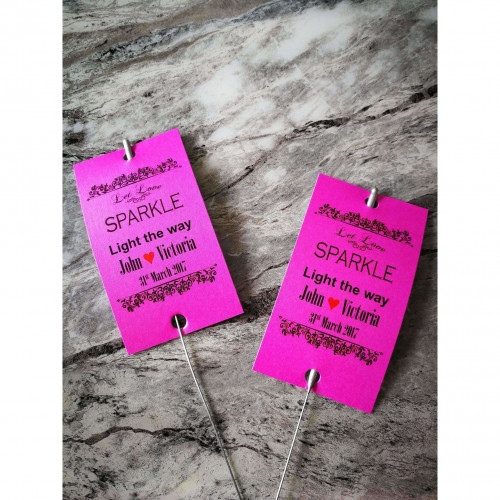 Let Love
SPARKLE
Light the way
John Victoria
31st March 2017
Let Love
SPARKLE
Light the way
John Victoria
31st March 2017